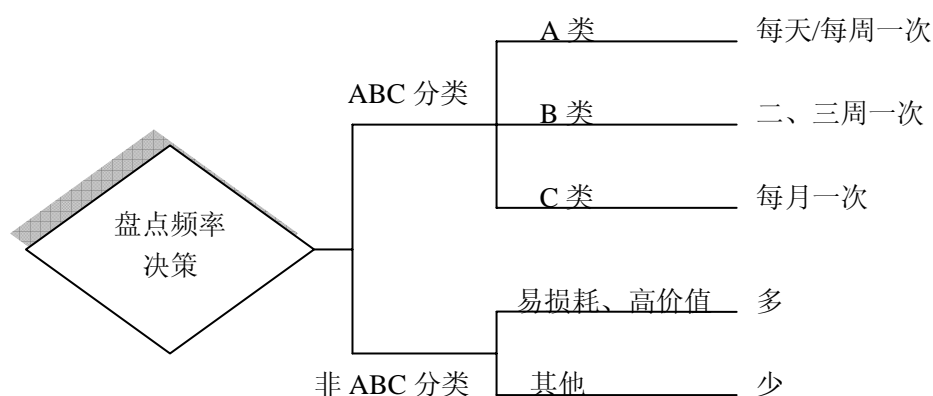 A 类
每天/每周一次
ABC 分类
B 类
二、三周一次
C 类
每月一次
盘点频率
决策
易损耗、高价值
多
非 ABC 分类
其他
少